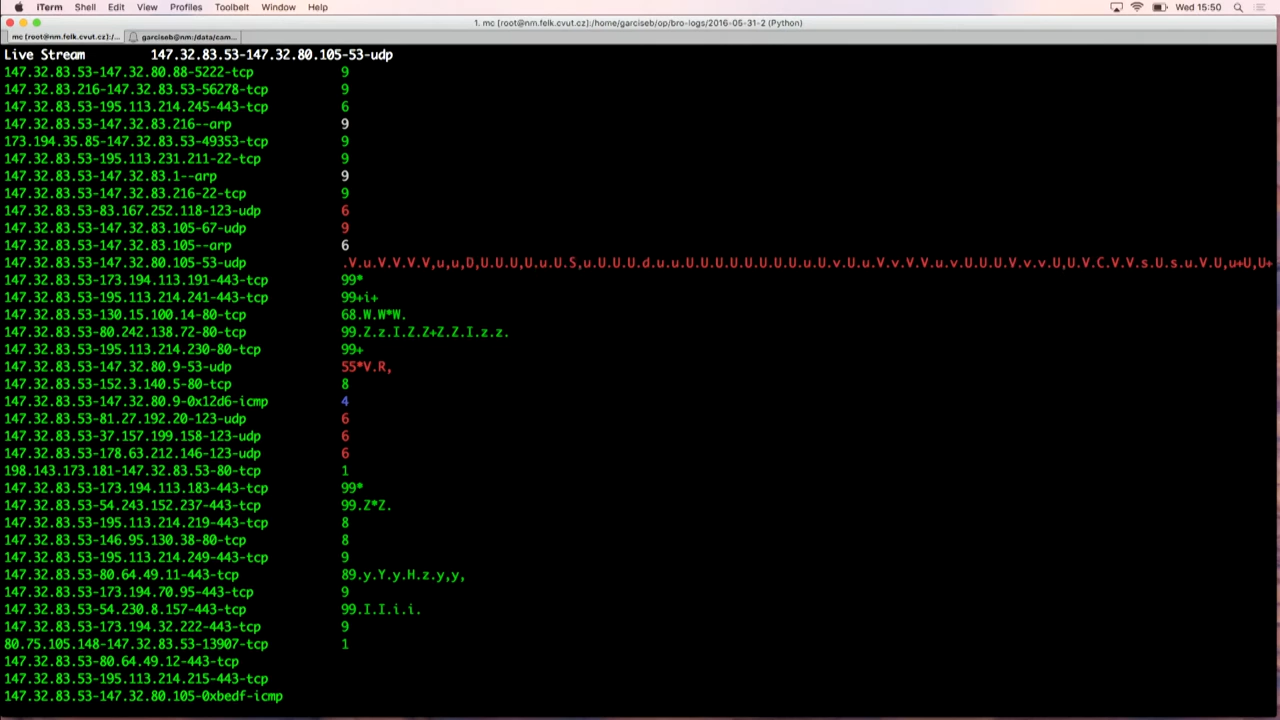 iTerm Shell Edit View Profiles Toolbelt Window Help Wed 15:50
1. mc [root@nm.felk.cvut.cz]:/home/garciseb/op/bro-logs/2016-05-31-2 (Python)
mc [root@nm.felk.cvut.cz]:/... garciseb@nm:/data/cam...
Live Stream 147.32.83.53-147.32.80.105-53-udp
147.32.83.53-147.32.80.88-5222-tcp 9
147.32.83.216-147.32.83.53-56278-tcp 9
147.32.83.53-195.113.214.245-443-tcp 6
147.32.83.53-147.32.83.216--arp 9
173.194.35.85-147.32.83.53-49353-tcp 9
147.32.83.53-195.113.231.211-22-tcp 9
147.32.83.53-147.32.83.1--arp 9
147.32.83.53-147.32.83.216-22-tcp 9
147.32.83.53-83.167.252.118-123-udp 6
147.32.83.53-147.32.83.105-67-udp 9
147.32.83.53-147.32.83.105--arp 6
147.32.83.53-147.32.80.105-53-udp .V.u.V.V.V.V,u,u,D,U.U.U,U.u.U.S,u.U.U.U.d.u.u.U.U.U.U.U.U.U.U.u.U.v.U.u.V.v.V.V.u.v.U.U.U.V.v.v.U,U.V.C.V.V.s.U.s.u.V.U,u+U,U+
147.32.83.53-173.194.113.191-443-tcp 99*
147.32.83.53-195.113.214.241-443-tcp 99+i+
147.32.83.53-130.15.100.14-80-tcp 68.W.W*W.
147.32.83.53-80.242.138.72-80-tcp 99.Z.z.I.Z.Z+Z.Z.I.z.z.
147.32.83.53-195.113.214.230-80-tcp 99+
147.32.83.53-147.32.80.9-53-udp 55*V.R,
147.32.83.53-152.3.140.5-80-tcp 8
147.32.83.53-147.32.80.9-0x12d6-icmp 4
147.32.83.53-81.27.192.20-123-udp 6
147.32.83.53-37.157.199.158-123-udp 6
147.32.83.53-178.63.212.146-123-udp 6
198.143.173.181-147.32.83.53-80-tcp 1
147.32.83.53-173.194.113.183-443-tcp 99*
147.32.83.53-54.243.152.237-443-tcp 99.Z*Z.
147.32.83.53-195.113.214.219-443-tcp 8
147.32.83.53-146.95.130.38-80-tcp 8
147.32.83.53-195.113.214.249-443-tcp 9
147.32.83.53-80.64.49.11-443-tcp 89.y.Y.y.H.z.y,y,
147.32.83.53-173.194.70.95-443-tcp 9
147.32.83.53-54.230.8.157-443-tcp 99.I.I.i.i.
147.32.83.53-173.194.32.222-443-tcp 9
80.75.105.148-147.32.83.53-13907-tcp 1
147.32.83.53-80.64.49.12-443-tcp
147.32.83.53-195.113.214.215-443-tcp
147.32.83.53-147.32.80.105-0xbedf-icmp